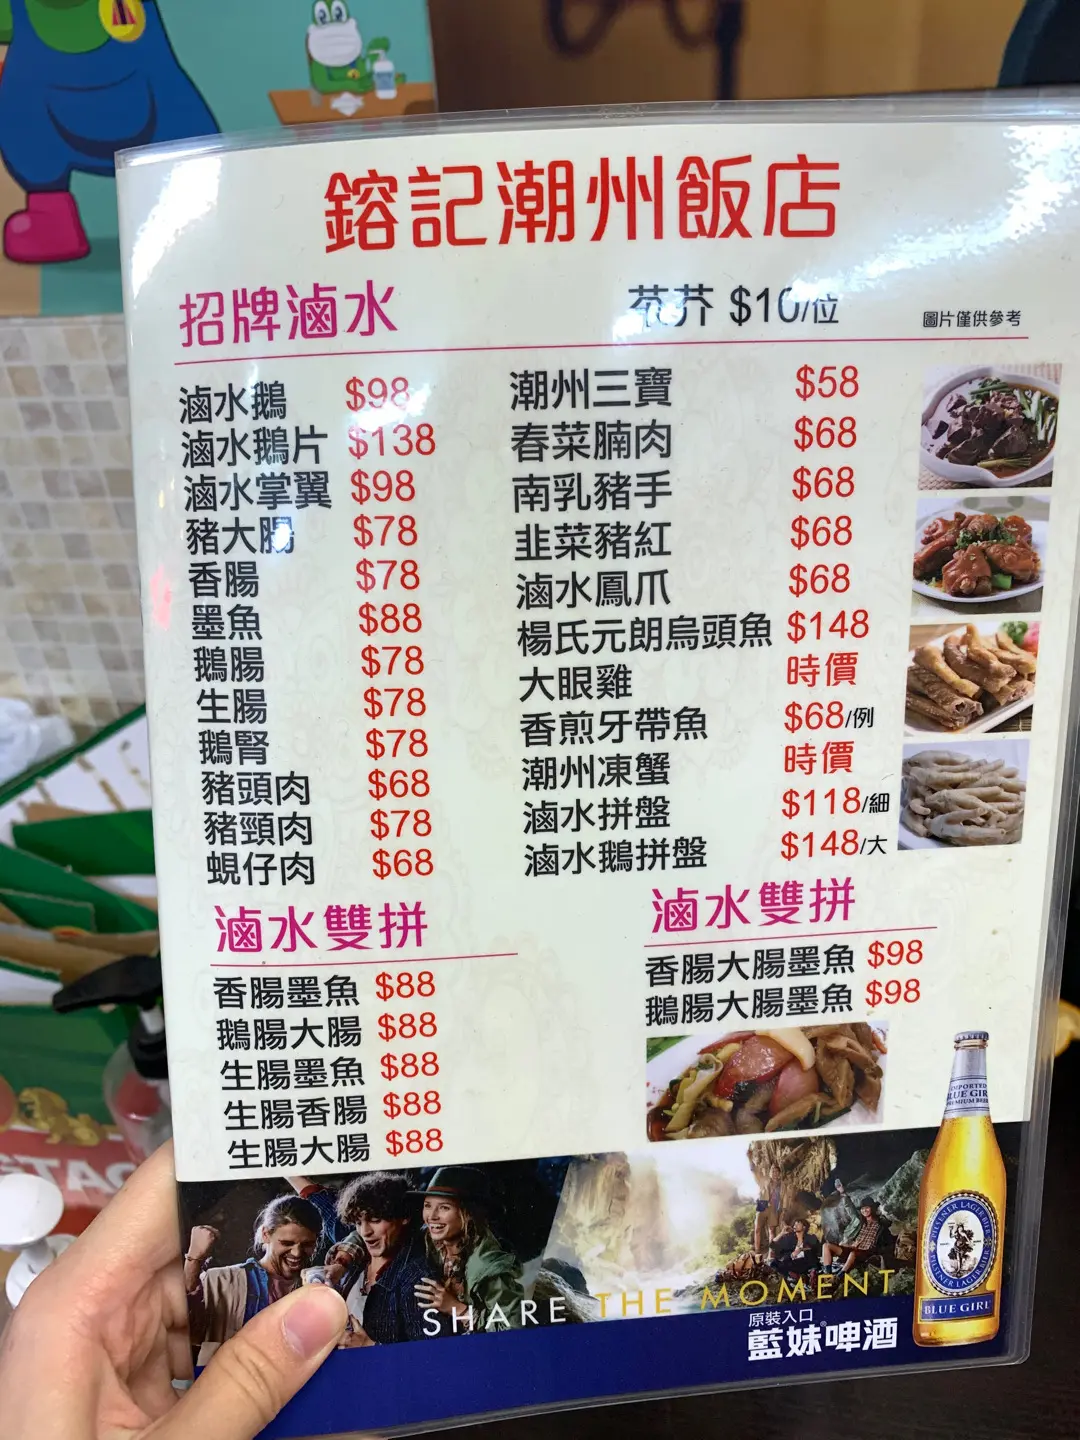 鎔記潮州飯店
招牌滷水
茶芥 $10/位
圖片僅供參考
滷水鵝 $98
滷水鵝片 $138
滷水掌翼 $98
豬大腸 $78
香腸 $78
墨魚 $88
鵝腸 $78
生腸 $78
鵝腎 $78
豬頭肉 $68
豬頸肉 $78
蜆仔肉 $68
潮州三寶 $58
春菜腩肉 $68
南乳豬手 $68
韭菜豬紅 $68
滷水鳳爪 $68
楊氏元朗烏頭魚 $148
大眼雞 時價
香煎牙帶魚 $68/例
潮州凍蟹 時價
滷水拼盤 $118/細
滷水鵝拼盤 $148/大
滷水雙拼
香腸墨魚 $88
鵝腸大腸 $88
生腸墨魚 $88
生腸香腸 $88
生腸大腸 $88
滷水雙拼
香腸大腸墨魚 $98
鵝腸大腸墨魚 $98
SHARE THE MOMENT
原裝入口
藍妹®啤酒
IMPORTED
BLUE GIRL
PREMIUM BEER
PILSENER LAGER BIER
BLUE GIRL